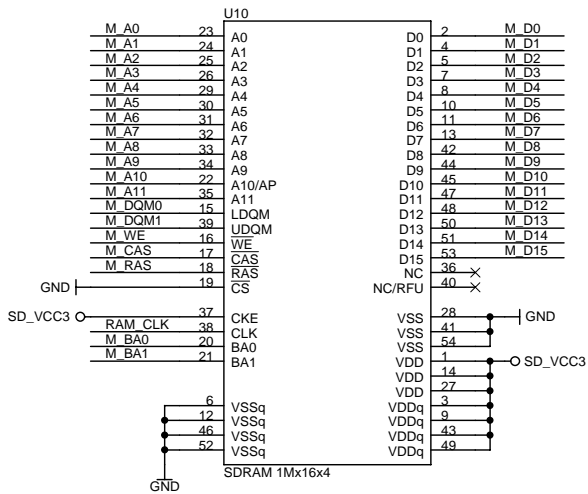 U10
M_A0 23 A0 D0 2 M_D0
M_A1 24 A1 D1 4 M_D1
M_A2 25 A2 D2 5 M_D2
M_A3 26 A3 D3 7 M_D3
M_A4 29 A4 D4 8 M_D4
M_A5 30 A5 D5 10 M_D5
M_A6 31 A6 D6 11 M_D6
M_A7 32 A7 D7 13 M_D7
M_A8 33 A8 D8 42 M_D8
M_A9 34 A9 D9 44 M_D9
M_A10 22 A10/AP D10 45 M_D10
M_A11 35 A11 D11 47 M_D11
M_DQM0 15 LDQM D12 48 M_D12
M_DQM1 39 UDQM D13 50 M_D13
M_WE 16 WE D14 51 M_D14
M_CAS 17 CAS D15 53 M_D15
M_RAS 18 RAS NC 36
GND 19 CS NC/RFU 40
SD_VCC3 37 CKE VSS 28 GND
RAM_CLK 38 CLK VSS 41
M_BA0 20 BA0 VSS 54
M_BA1 21 BA1 VDD 1 SD_VCC3
VDD 14
VDD 27
6 VSSq VDDq 3
12 VSSq VDDq 9
46 VSSq VDDq 43
52 VSSq VDDq 49
GND
SDRAM 1Mx16x4